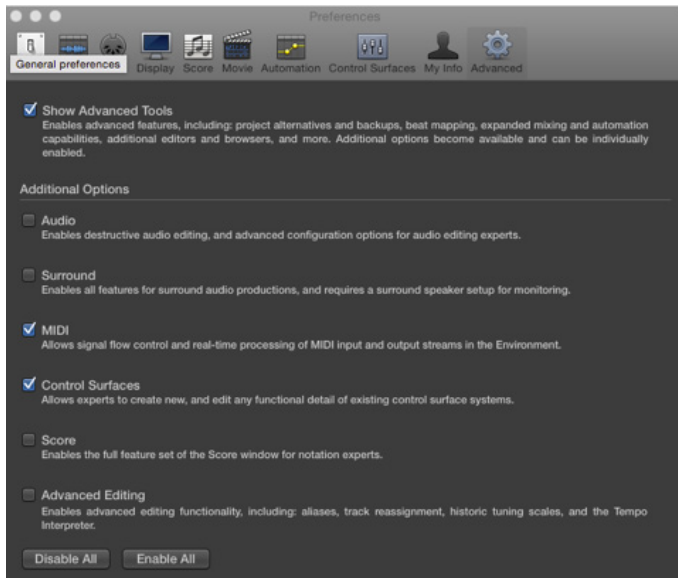 Preferences
General preferences
Display Score Movie Automation Control Surfaces My Info Advanced
Show Advanced Tools
Enables advanced features, including: project alternatives and backups, beat mapping, expanded mixing and automation
capabilities, additional editors and browsers, and more. Additional options become available and can be individually
enabled.
Additional Options
Audio
Enables destructive audio editing, and advanced configuration options for audio editing experts.
Surround
Enables all features for surround audio productions, and requires a surround speaker setup for monitoring.
MIDI
Allows signal flow control and real-time processing of MIDI input and output streams in the Environment.
Control Surfaces
Allows experts to create new, and edit any functional detail of existing control surface systems.
Score
Enables the full feature set of the Score window for notation experts.
Advanced Editing
Enables advanced editing functionality, including: aliases, track reassignment, historic tuning scales, and the Tempo
Interpreter.
Disable All Enable All